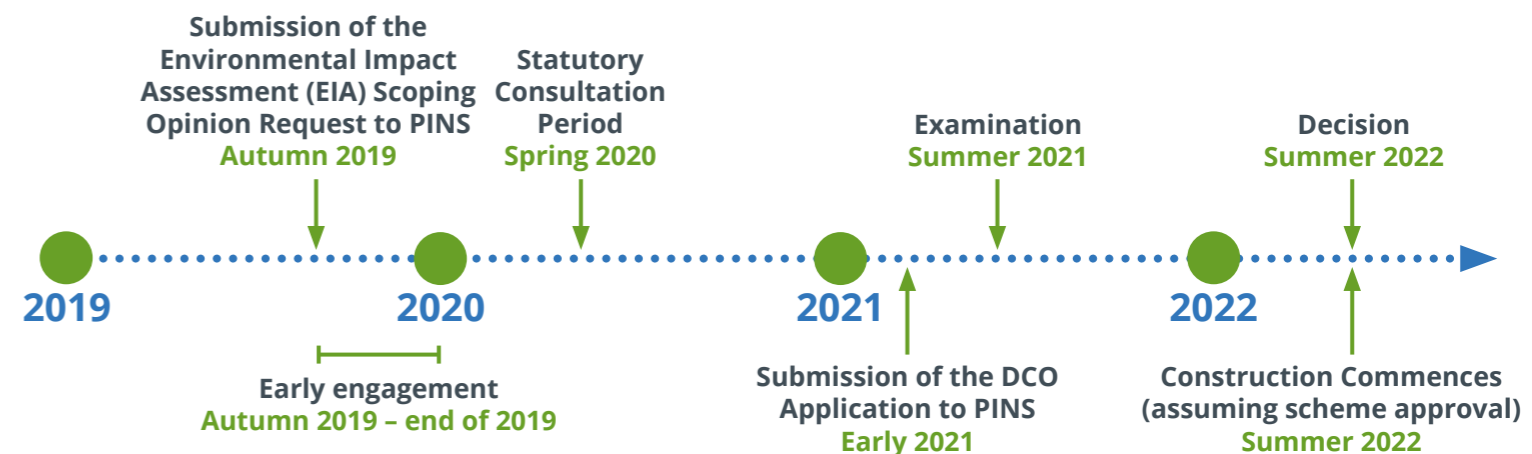 Submission of the
Environmental Impact
Assessment (EIA) Scoping
Opinion Request to PINS
Autumn 2019
Statutory
Consultation
Period
Spring 2020
Examination
Summer 2021
Decision
Summer 2022
2019
2020
2021
2022
Early engagement
Autumn 2019 – end of 2019
Submission of the DCO
Application to PINS
Early 2021
Construction Commences
(assuming scheme approval)
Summer 2022